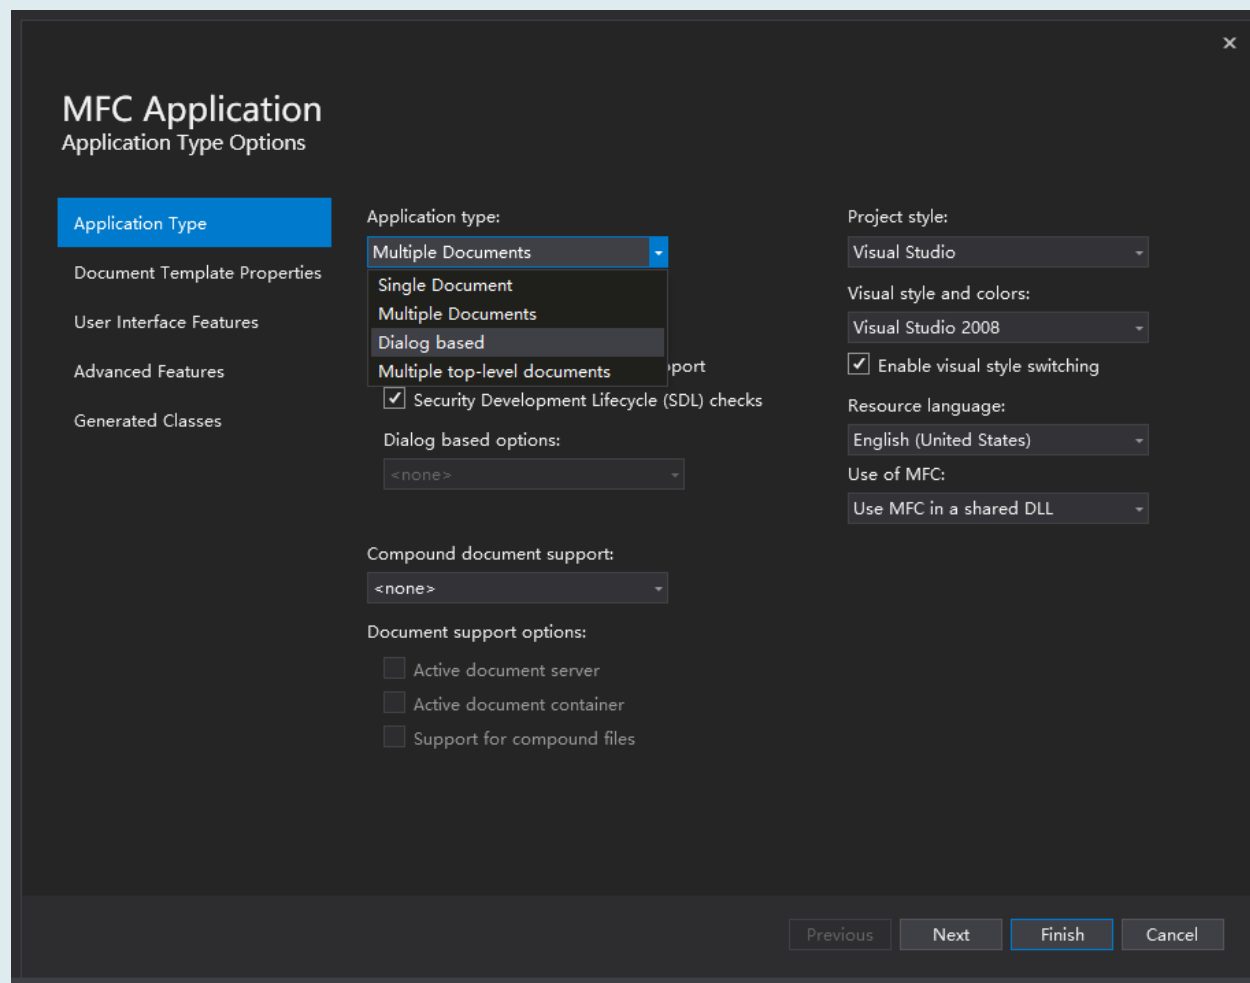 MFC Application
Application Type Options
Application Type
Document Template Properties
User Interface Features
Advanced Features
Generated Classes
Application type:
Multiple Documents
Single Document
Multiple Documents
Dialog based
Multiple top-level documents
Security Development Lifecycle (SDL) checks
Dialog based options:
<none>
Compound document support:
<none>
Document support options:
Active document server
Active document container
Support for compound files
Project style:
Visual Studio
Visual style and colors:
Visual Studio 2008
Enable visual style switching
Resource language:
English (United States)
Use of MFC:
Use MFC in a shared DLL
Previous
Next
Finish
Cancel